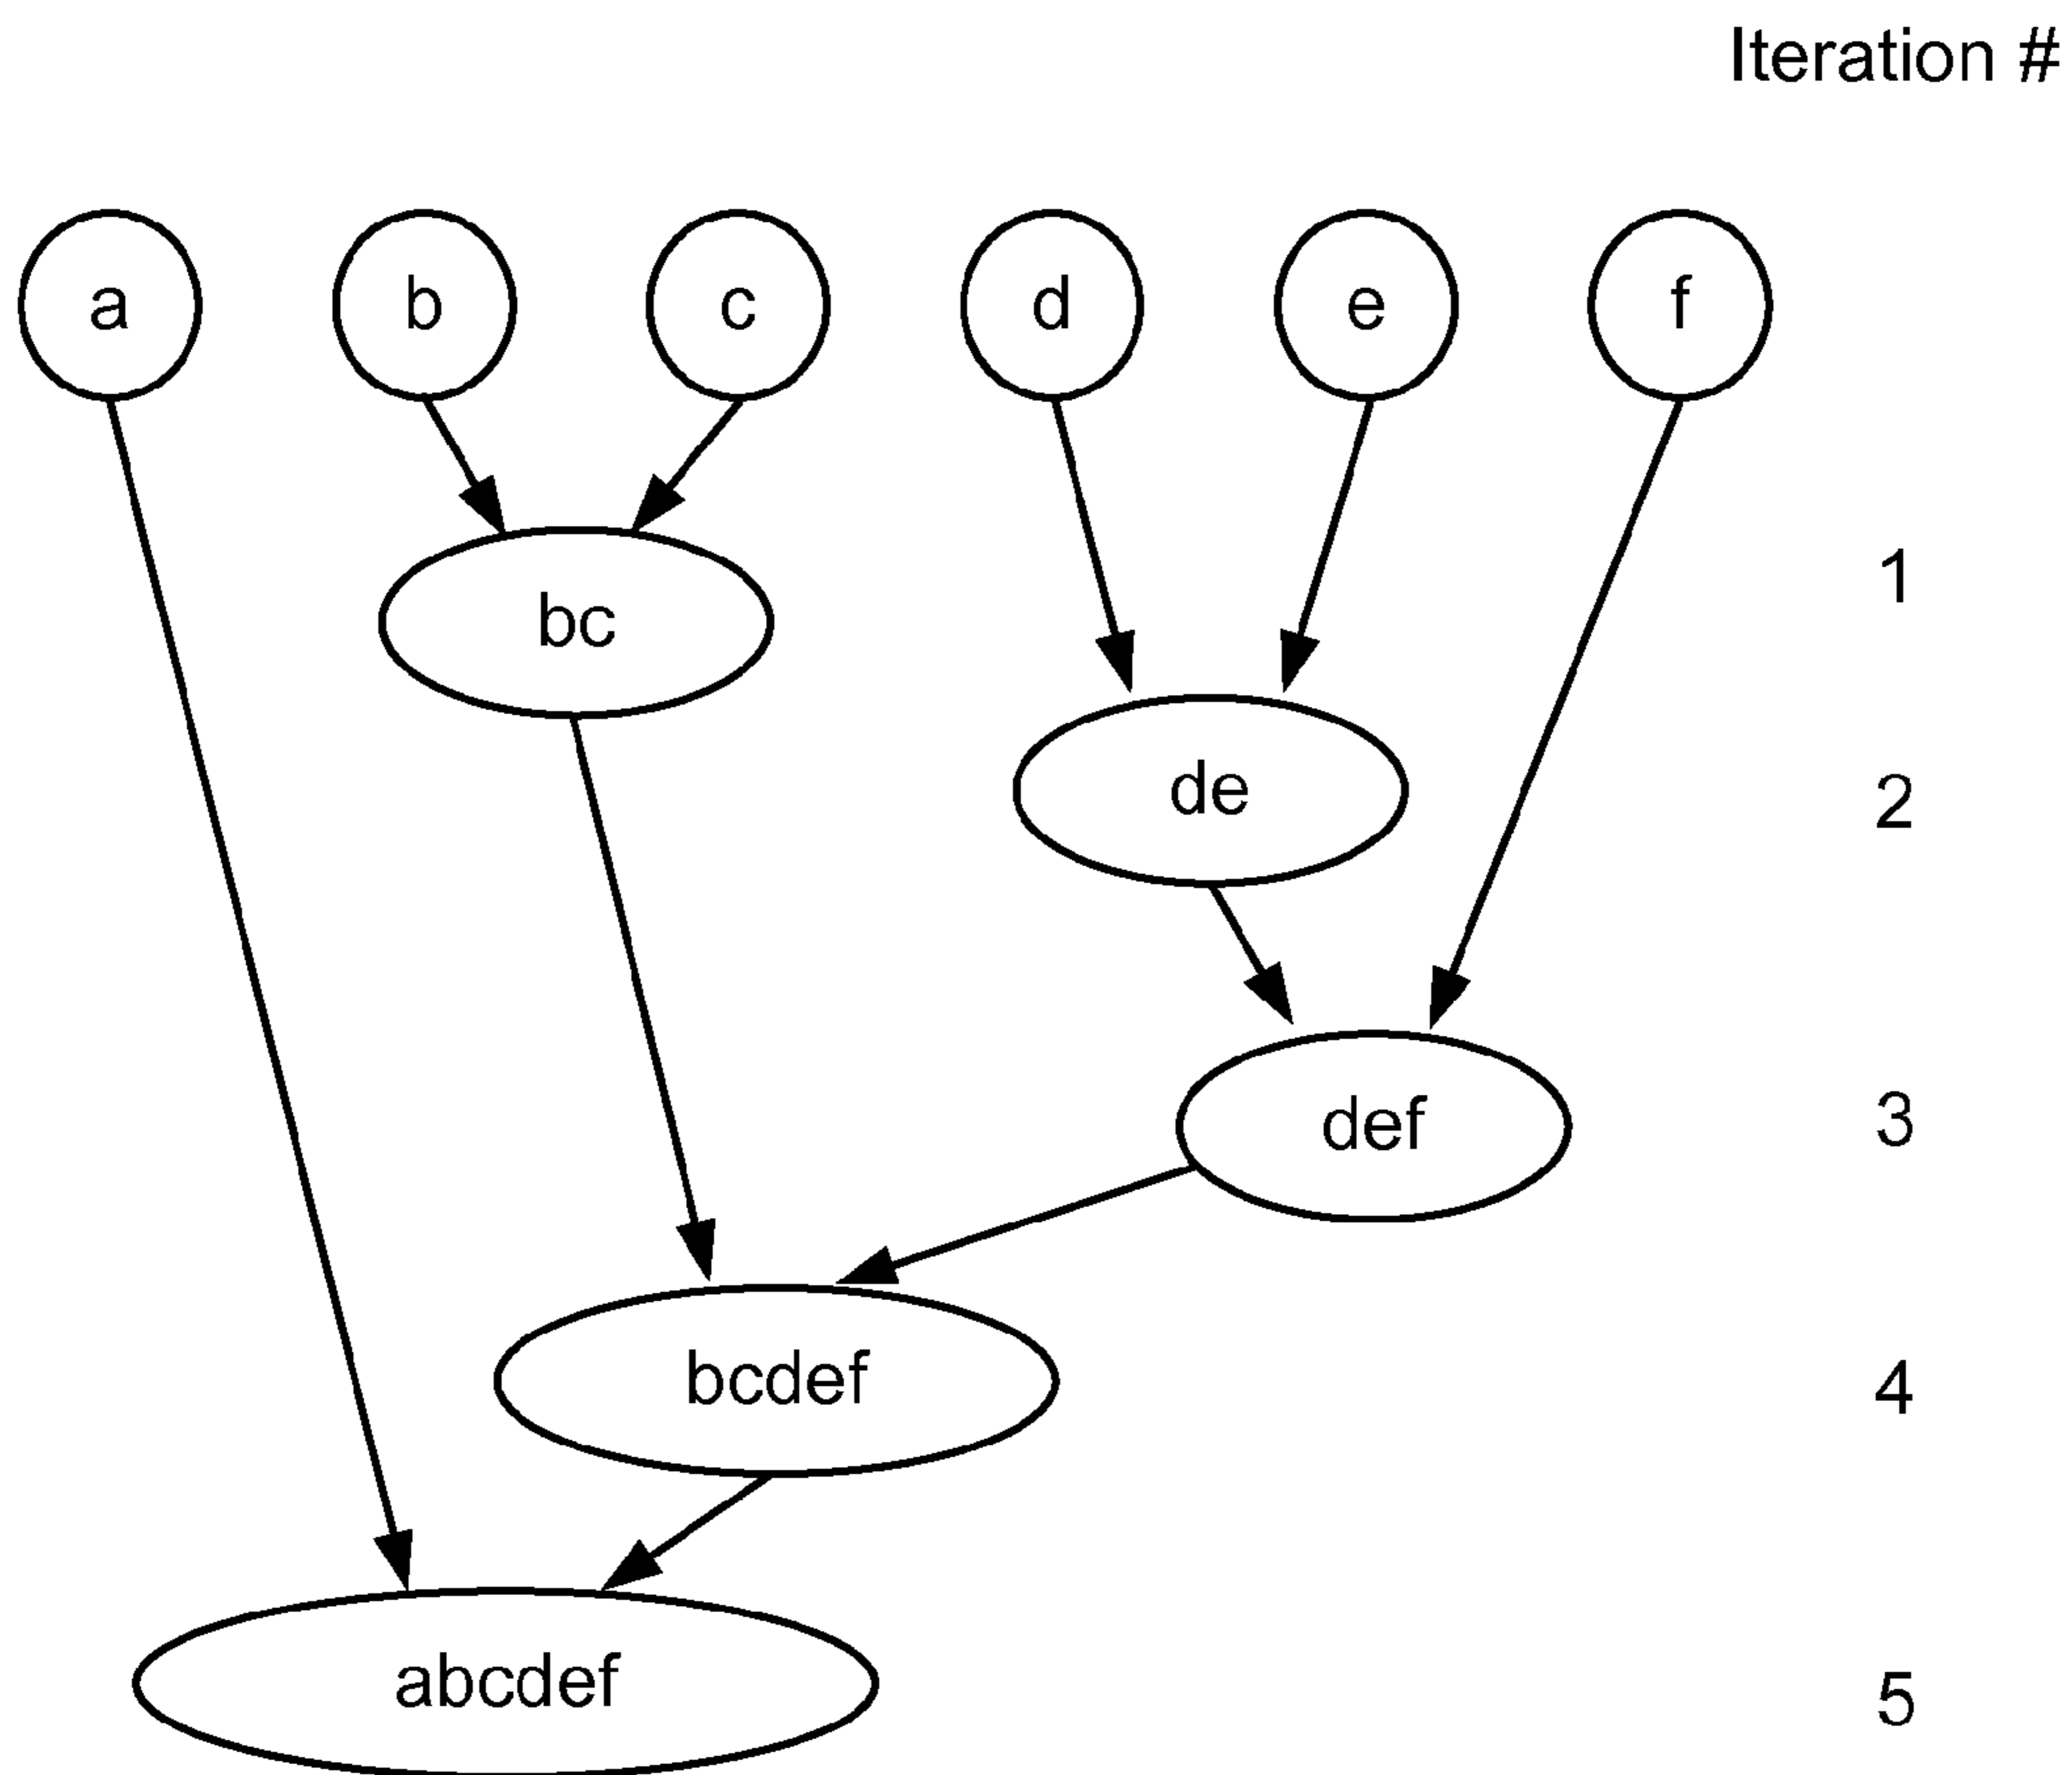 Iteration #
a b c d e f
1
bc
de
2
3
def
bcdef
4
abcdef
5